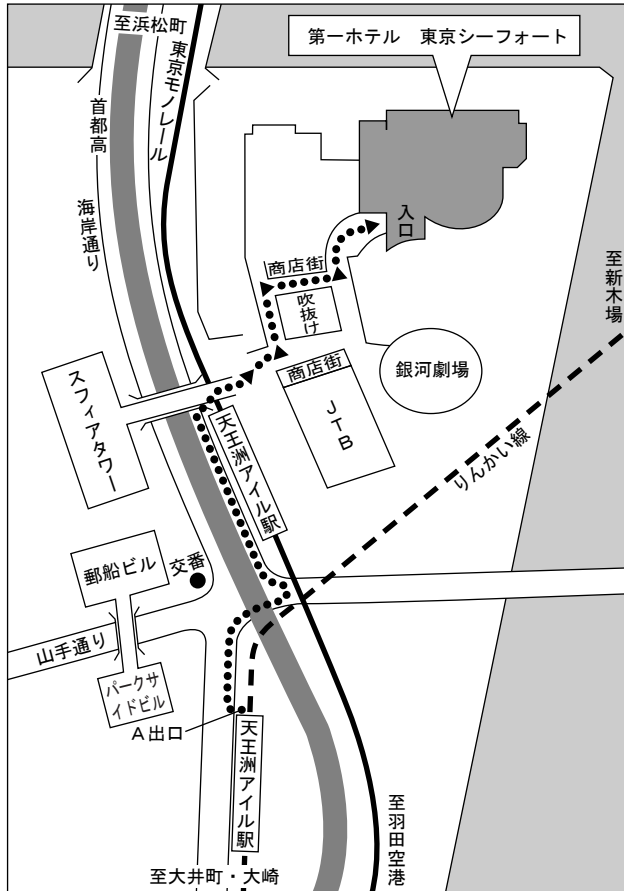 至浜松町
第一ホテル 東京シーフォート
東京モノレール
首都高
海岸通り
入口
商店街
吹抜け
至新木場
商店街
銀河劇場
JTB
スフィアタワー
天王洲アイル駅
りんかい線
郵船ビル
交番
山手通り
パークサ
イドビル
A出口
天王洲アイル駅
至羽田空港
至大井町・大崎